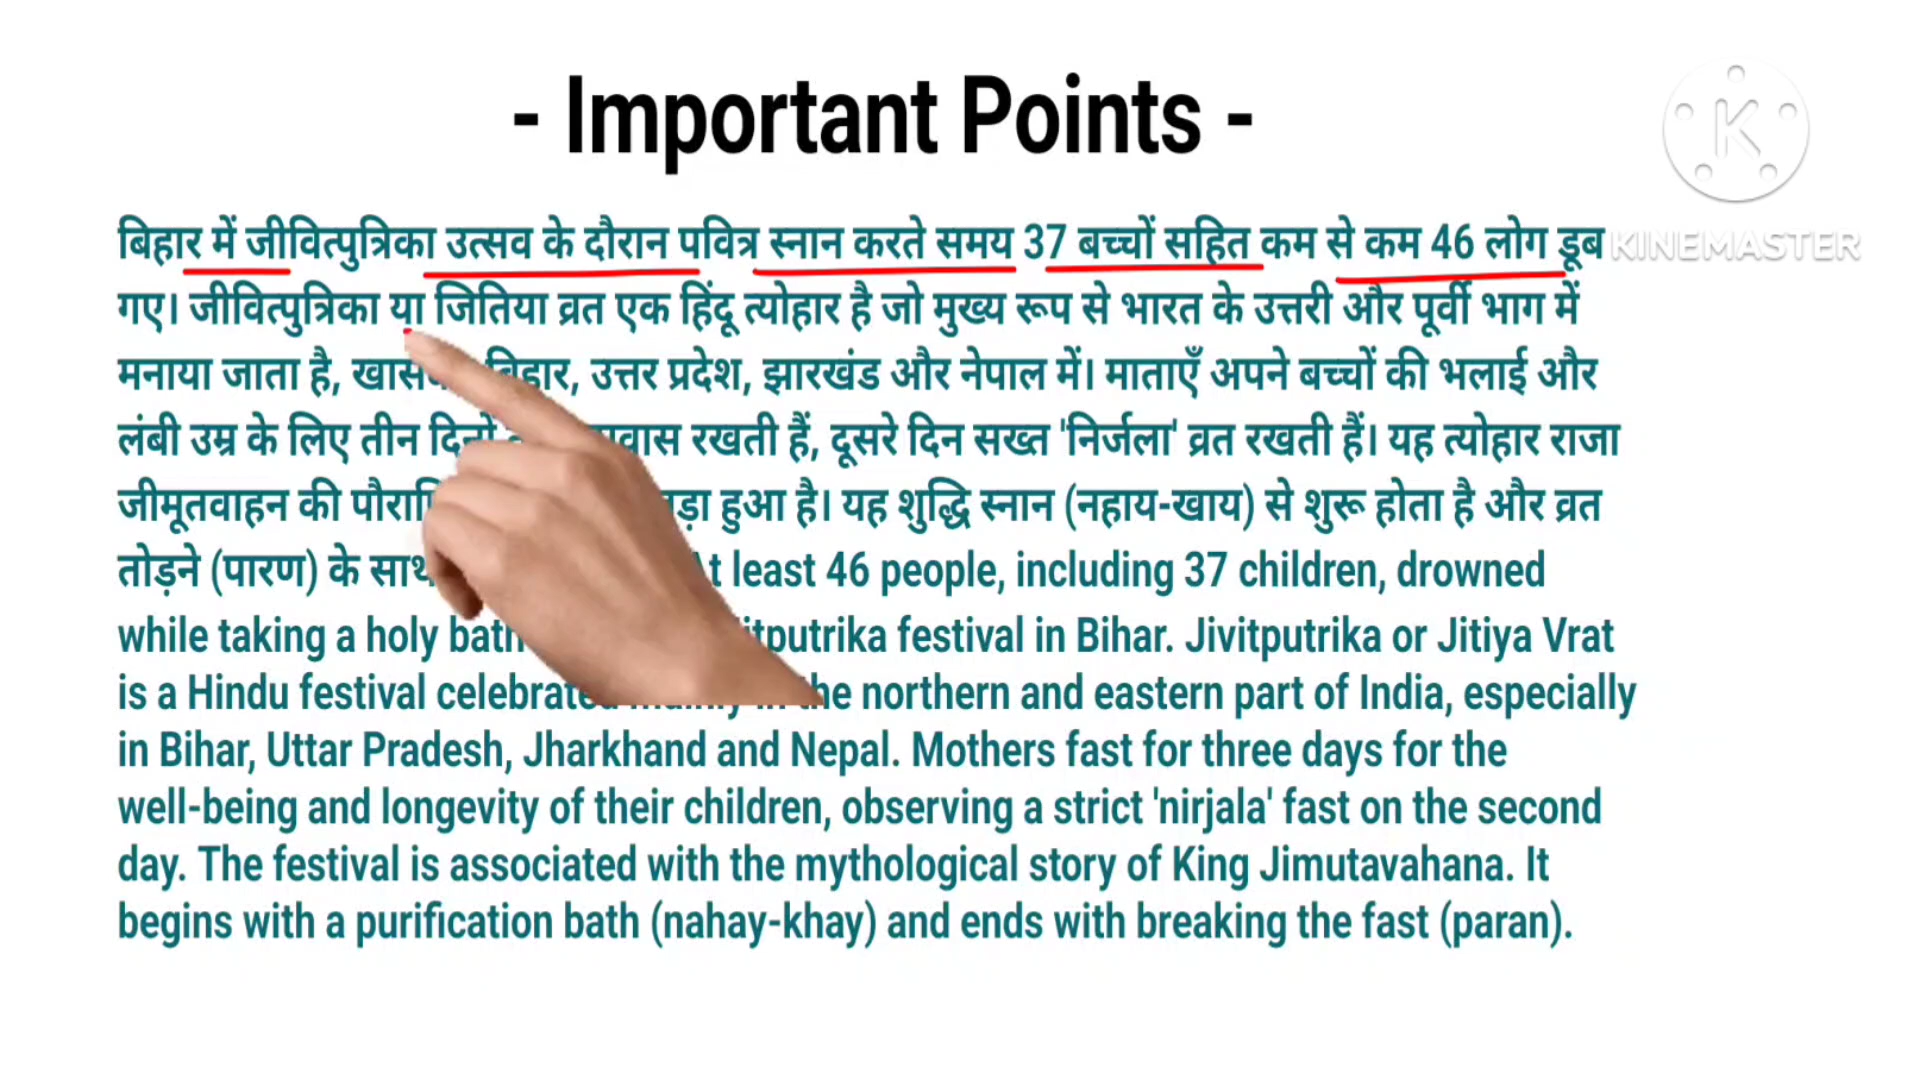 - Important Points -
KINEMASTER
बिहार में जीवित्पुत्रिका उत्सव के दौरान पवित्र स्नान करते समय 37 बच्चों सहित कम से कम 46 लोग डूब
गए। जीवित्पुत्रिका या जितिया व्रत एक हिंदू त्योहार है जो मुख्य रूप से भारत के उत्तरी और पूर्वी भाग में
मनाया जाता है, बिहार, उत्तर प्रदेश, झारखंड और नेपाल में। माताएँ अपने बच्चों की भलाई और
लंबी उम्र के लिए तीन रखती हैं, दूसरे दिन सख्त 'निर्जला' व्रत रखती हैं। यह त्योहार राजा
जीमूतवाहन की हुआ है। यह शुद्धि स्नान (नहाय-खाय) से शुरू होता है और व्रत
तोड़ने (पारण) के At least 46 people, including 37 children, drowned
while taking a holy bath festival in Bihar. Jivitputrika or Jitiya Vrat
is a Hindu festival celebrated the northern and eastern part of India, especially
in Bihar, Uttar Pradesh, Jharkhand and Nepal. Mothers fast for three days for the
well-being and longevity of their children, observing a strict 'nirjala' fast on the second
day. The festival is associated with the mythological story of King Jimutavahana. It
begins with a purification bath (nahay-khay) and ends with breaking the fast (paran).